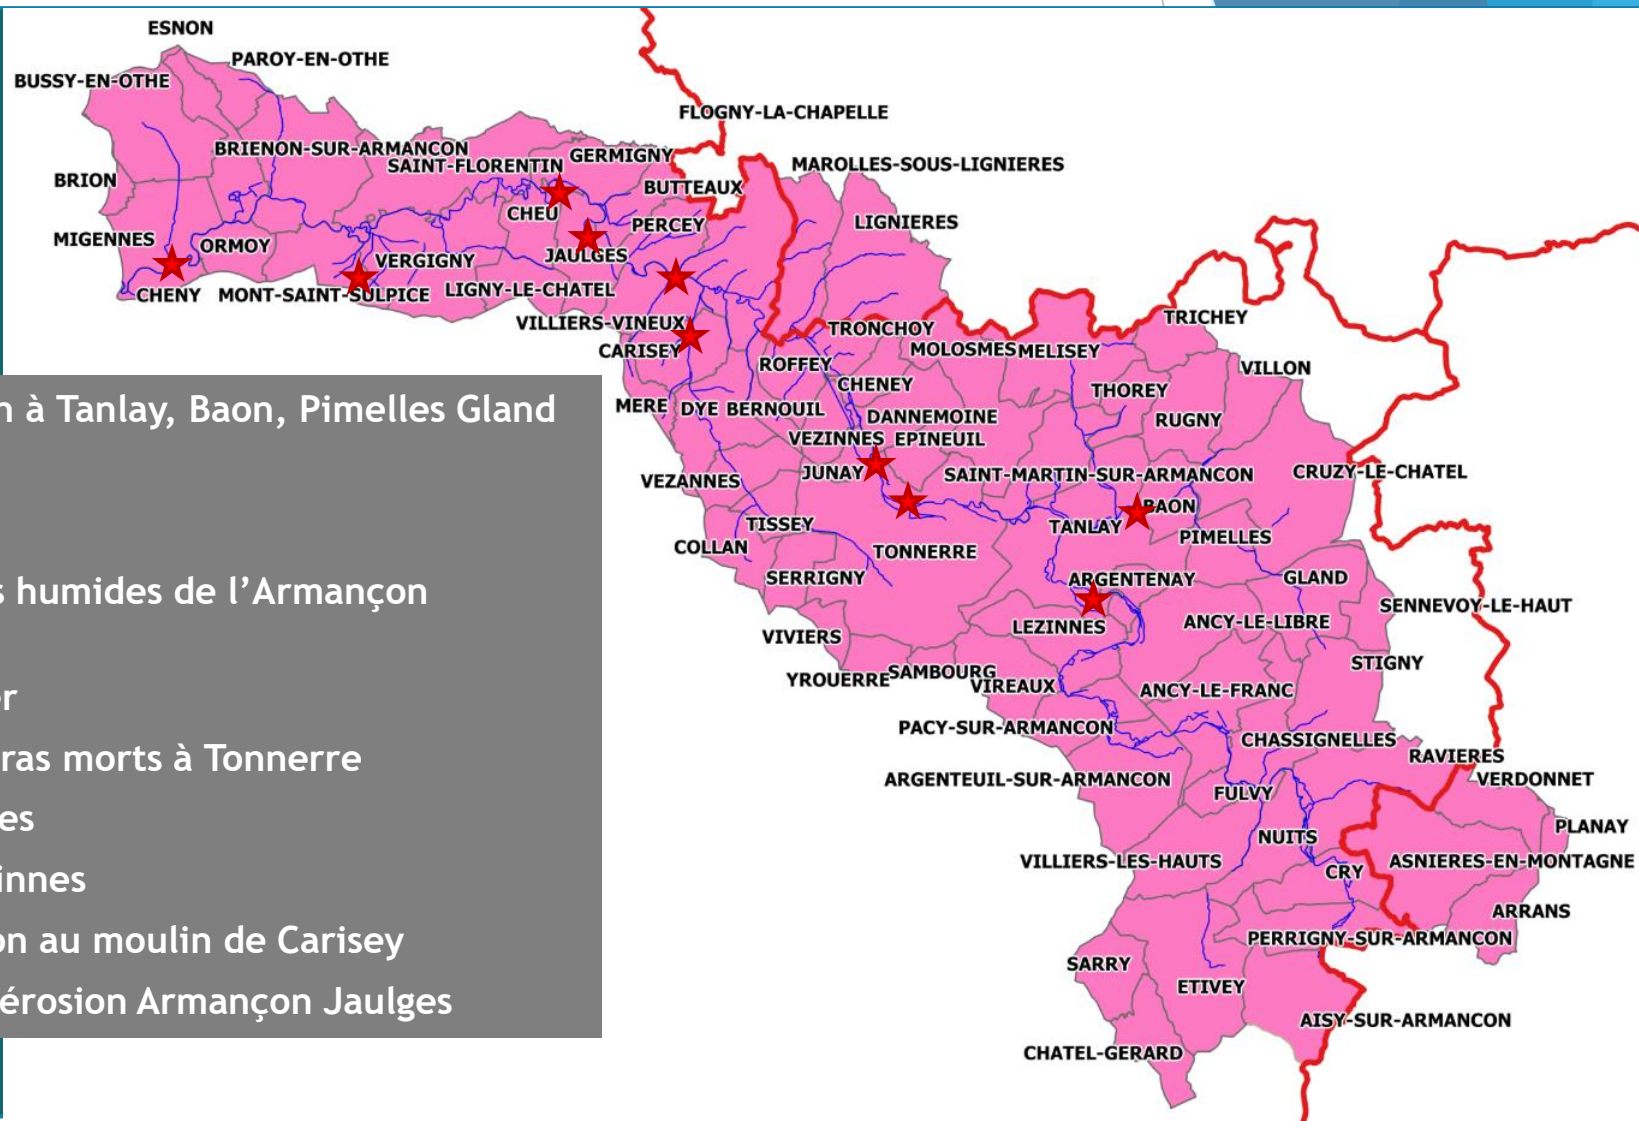 ESNON
PAROY-EN-OTHE
BUSSY-EN-OTHE
FLOGNY-LA-CHAPELLE
BRIENON-SUR-ARMANCON
SAINT-FLORENTIN
GERMIGNY
MAROLLES-SOUS-LIGNIERES
BRION
BUTTEAUX
CHEU
PERCEY
LIGNIERES
MIGENNES
ORMOY
JAULGES
VERGIGNY
CHENY
MONT-SAINT-SULPICE
LIGNY-LE-CHATEL
VILLIERS-VINEUX
TRONCHOY
TRICHEY
CARISEY
MOLOSMES
MELISEY
ROFFEY
VILLON
CHENEY
THOREY
MERE
DYE
BERNOUIL
DANNEMOINE
RUGNY
VEZINNES
EPINEUIL
JUNAY
SAINT-MARTIN-SUR-ARMANCON
CRUZY-LE-CHATEL
VEZANNES
BAON
TISSEY
TANLAY
PIMELLES
COLLAN
TONNERRE
SERRIGNY
ARGENTENAY
GLAND
SENNEVOY-LE-HAUT
LEZINNES
ANCY-LE-LIBRE
VIVIERS
STIGNY
YROUERRE
SAMBOURG
VIREAUX
ANCY-LE-FRANC
PACY-SUR-ARMANCON
CHASSIGNELLES
RAVIERES
ARGENTEUIL-SUR-ARMANCON
VERDONNET
FULVY
PLANAY
NUITS
VILLIERS-LES-HAUTS
ASNIERES-EN-MONTAGNE
CRY
ARRANS
PERRIGNY-SUR-ARMANCON
SARRY
ETIVEY
AISY-SUR-ARMANCON
CHATEL-GERARD
n à Tanlay, Baon, Pimelles Gland
s humides de l’Armançon
er
ras morts à Tonnerre
es
innes
on au moulin de Carisey
érosion Armançon Jaulges